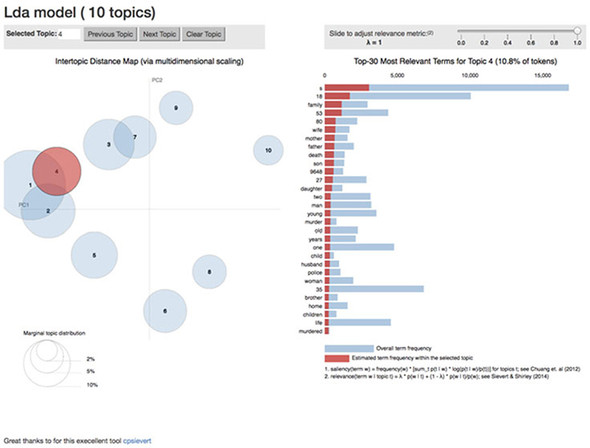 Lda model ( 10 topics)
Selected Topic: 4 Previous Topic Next Topic Clear Topic
Slide to adjust relevance metric:(2)
λ = 1
0.0 0.2 0.4 0.6 0.8 1.0
Intertopic Distance Map (via multidimensional scaling)
PC2
PC1
9
7
3
10
4
1
2
5
8
6
Marginal topic distribution
2%
5%
10%
Top-30 Most Relevant Terms for Topic 4 (10.8% of tokens)
0 5,000 10,000 15,000
s
18
family
53
80
wife
mother
father
death
son
9648
27
daughter
two
man
young
murder
old
years
one
child
husband
police
woman
35
brother
home
children
life
murdered
Overall term frequency
Estimated term frequency within the selected topic
1. saliency(term w) = frequency(w) * [sum_t p(t | w) * log(p(t | w)/p(t))] for topics t; see Chuang et. al (2012)
2. relevance(term w | topic t) = λ * p(w | t) + (1 - λ) * p(w | t)/p(w); see Sievert & Shirley (2014)
Great thanks to for this execellent tool cpsievert